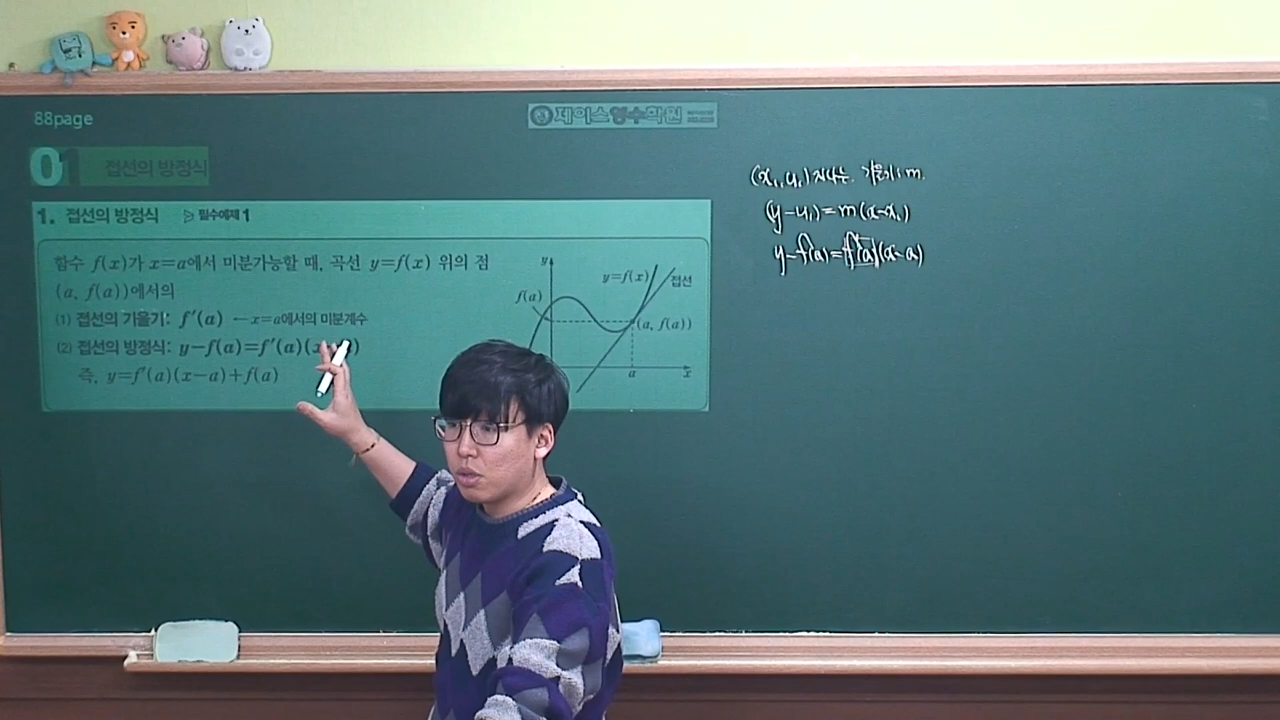 88page
제이스영수학원
01 접선의 방정식
1. 접선의 방정식 ▷ 필수예제 1
함수 f(x)가 x=a에서 미분가능할 때, 곡선 y=f(x) 위의 점
(a, f(a))에서의
(1) 접선의 기울기: f′(a) ←x=a에서의 미분계수
(2) 접선의 방정식: y−f(a)=f′(a)(x )
즉, y=f′(a)(x−a)+f(a)
y
y=f(x)
접선
f(a)
(a, f(a))
a
x
(x₁, y₁) 지나는. 기울기: m.
(y−y₁)=m(x−x₁)
y−f(a)=f′(a)(x−a)